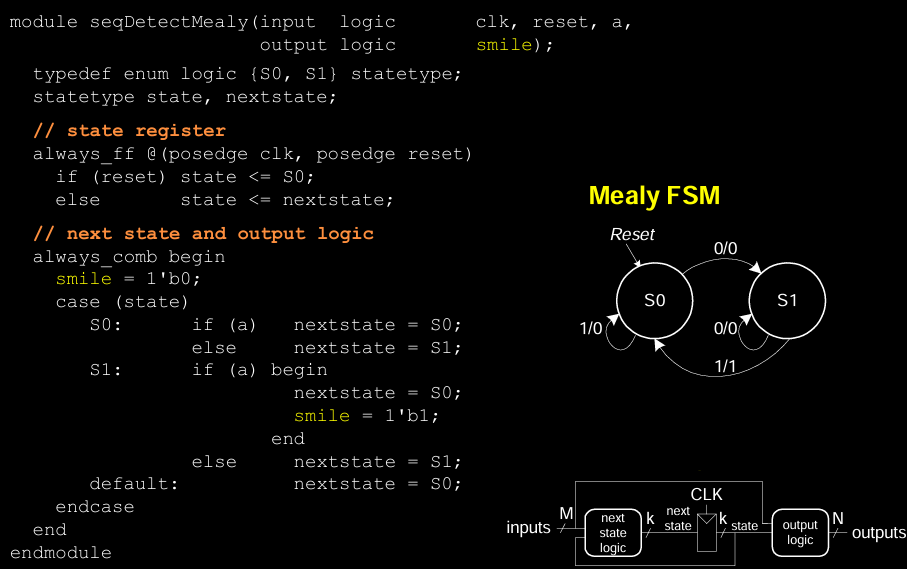 module seqDetectMealy(input  logic       clk, reset, a,
                      output logic       smile);
  typedef enum logic {S0, S1} statetype;
  statetype state, nextstate;
  // state register
  always_ff @(posedge clk, posedge reset)
    if (reset) state <= S0;
    else       state <= nextstate;
  // next state and output logic
  always_comb begin
    smile = 1'b0;
    case (state)
       S0:      if (a)   nextstate = S0;
                else     nextstate = S1;
       S1:      if (a) begin
                         nextstate = S0;
                         smile = 1'b1;
                       end
                else     nextstate = S1;
       default:          nextstate = S0;
    endcase
  end
endmodule
Mealy FSM
Reset
0/0
S0
S1
1/0
0/0
1/1
CLK
inputs
M
next
state
logic
k
next
state
k
state
output
logic
N
outputs